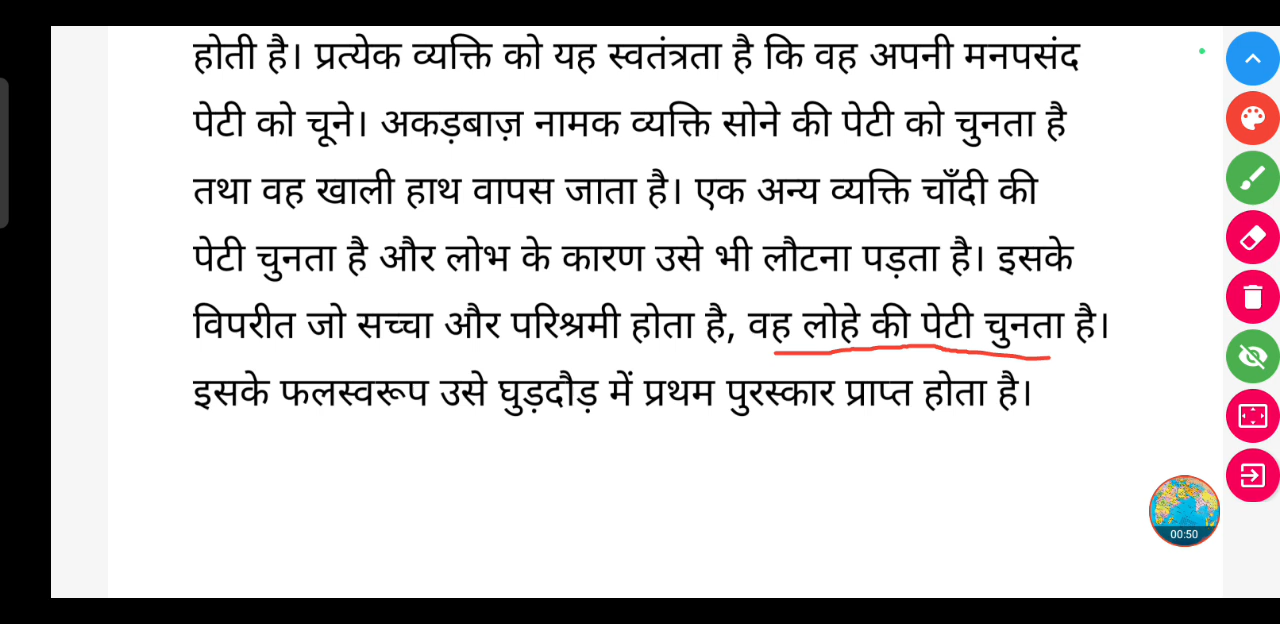 होती है। प्रत्येक व्यक्ति को यह स्वतंत्रता है कि वह अपनी मनपसंद
पेटी को चूने। अकड़बाज़ नामक व्यक्ति सोने की पेटी को चुनता है
तथा वह खाली हाथ वापस जाता है। एक अन्य व्यक्ति चाँदी की
पेटी चुनता है और लोभ के कारण उसे भी लौटना पड़ता है। इसके
विपरीत जो सच्चा और परिश्रमी होता है, वह लोहे की पेटी चुनता है।
इसके फलस्वरूप उसे घुड़दौड़ में प्रथम पुरस्कार प्राप्त होता है।
00:50